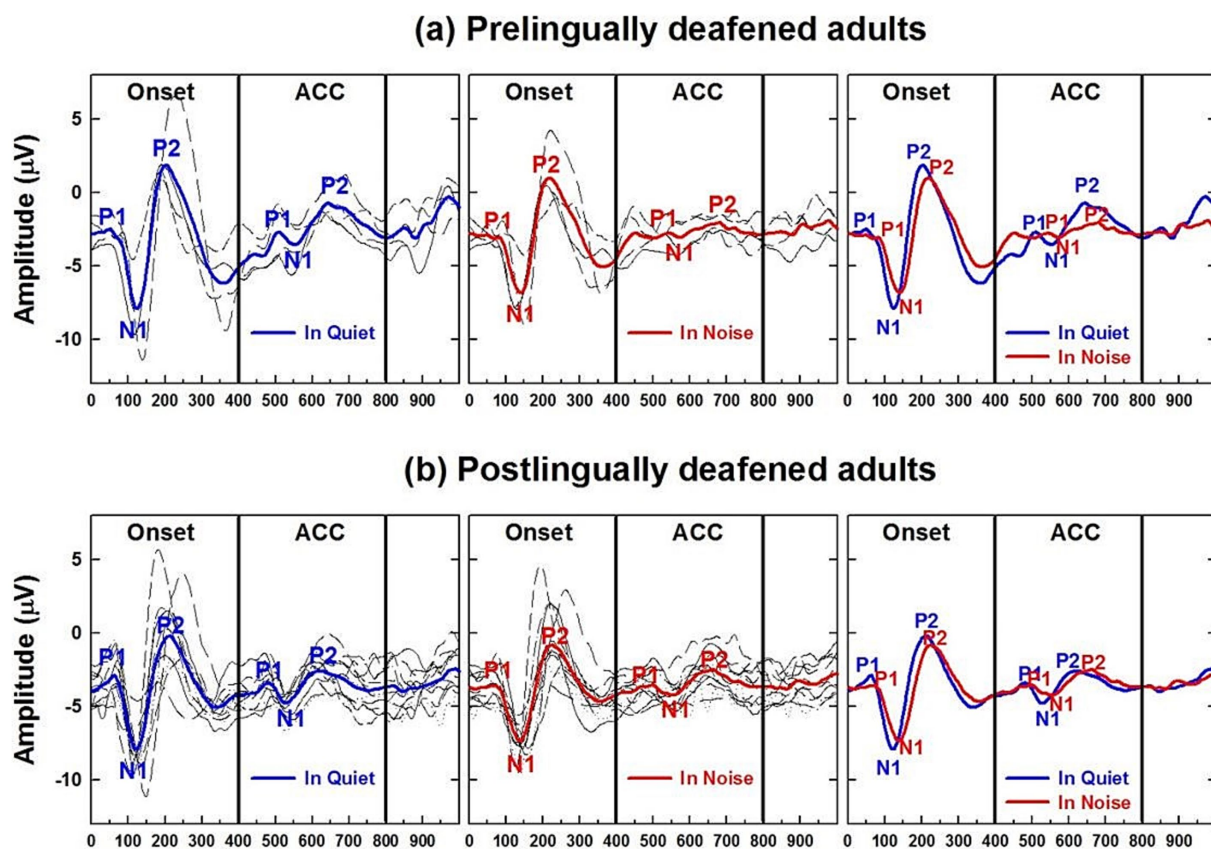 (a) Prelingually deafened adults
Onset ACC Onset ACC Onset ACC
Amplitude (µV)
5
0
-5
-10
P1 N1 P2 P1 N1 P2
In Quiet
P1 N1 P2 P1 N1 P2
In Noise
P1 N1 P2 P1 N1 P2
P1 N1 P2 P1 N1 P2
In Quiet
In Noise
0 100 200 300 400 500 600 700 800 900
0 100 200 300 400 500 600 700 800 900
0 100 200 300 400 500 600 700 800 900
(b) Postlingually deafened adults
Onset ACC Onset ACC Onset ACC
Amplitude (µV)
5
0
-5
-10
P1 N1 P2 P1 N1 P2
In Quiet
P1 N1 P2 P1 N1 P2
In Noise
P1 N1 P2 P1 N1 P2
P1 N1 P2 P1 N1 P2
In Quiet
In Noise
0 100 200 300 400 500 600 700 800 900
0 100 200 300 400 500 600 700 800 900
0 100 200 300 400 500 600 700 800 900